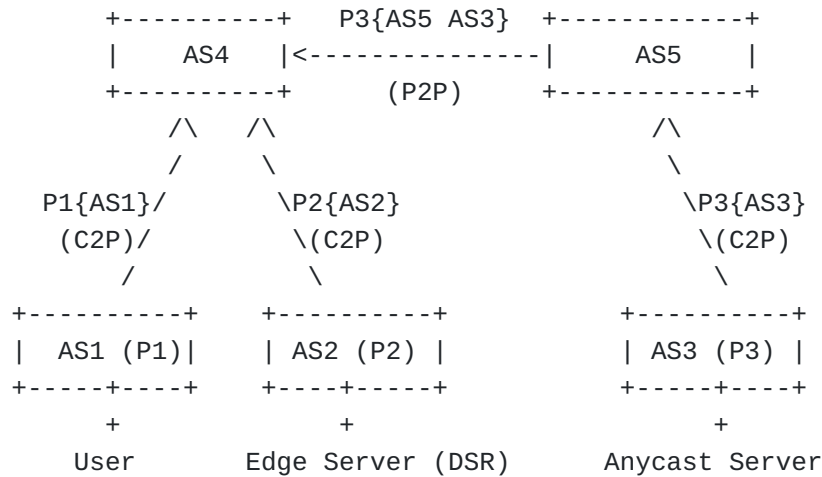 P3{AS5 AS3}
AS4 AS5
(P2P)
P1{AS1} P2{AS2} P3{AS3}
(C2P) (C2P) (C2P)
AS1 (P1) AS2 (P2) AS3 (P3)
User Edge Server (DSR) Anycast Server